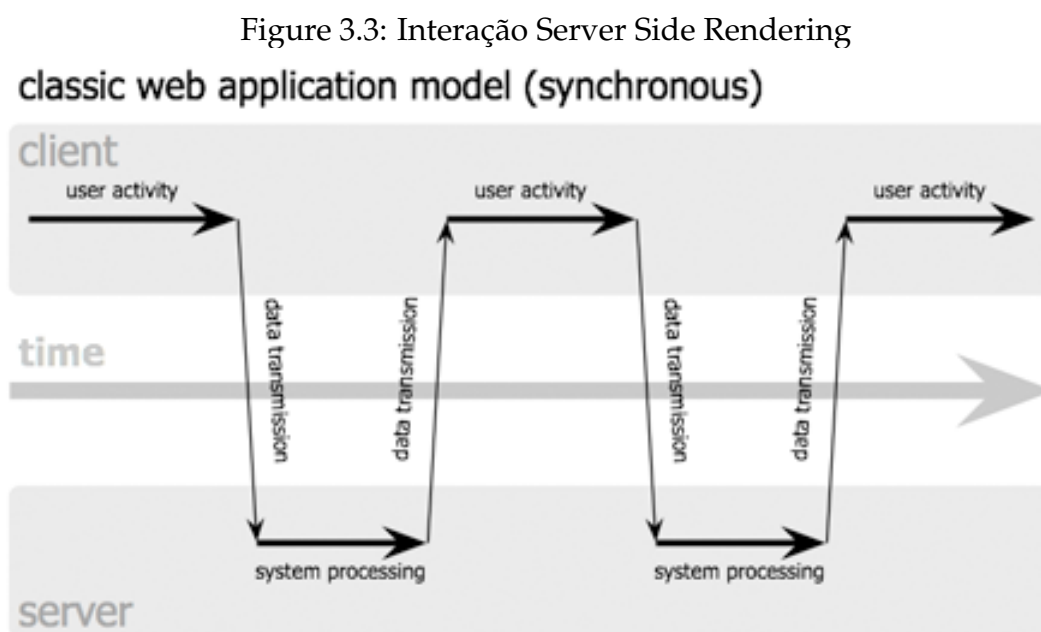 Figure 3.3: Interação Server Side Rendering
classic web application model (synchronous)
client
user activity
user activity
user activity
data transmission
data transmission
data transmission
data transmission
time
system processing
system processing
server